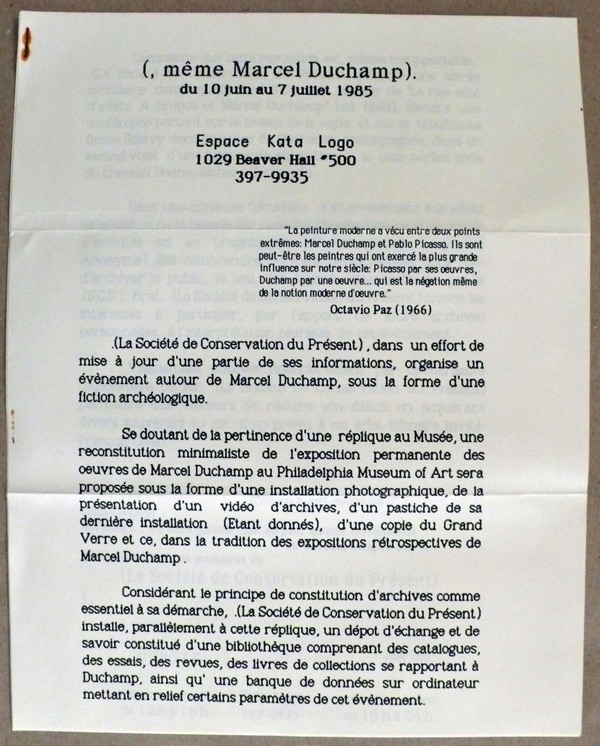 (, même Marcel Duchamp).
du 10 juin au 7 juillet 1985
Espace Kata Logo
1029 Beaver Hall #500
397-9935
"La peinture moderne a vécu entre deux points
extrêmes: Marcel Duchamp et Pablo Picasso. Ils sont
peut-être les peintres qui ont exercé la plus grande
influence sur notre siècle: Picasso par ses oeuvres,
Duchamp par une oeuvre... qui est la négation même
de la notion moderne d'oeuvre."
Octavio Paz (1966)
.(La Société de Conservation du Présent) , dans un effort de
mise à jour d'une partie de ses informations, organise un
évènement autour de Marcel Duchamp, sous la forme d'une
fiction archéologique.
Se doutant de la pertinence d'une réplique au Musée, une
reconstitution minimaliste de l'exposition permanente des
oeuvres de Marcel Duchamp au Philadelphia Museum of Art sera
proposée sous la forme d'une installation photographique, de la
présentation d'un vidéo d'archives, d'un pastiche de sa
dernière installation (Etant donnés), d'une copie du Grand
Verre et ce, dans la tradition des expositions rétrospectives de
Marcel Duchamp .
Considérant le principe de constitution d'archives comme
essentiel à sa démarche, .(La Société de Conservation du Présent)
installe, parallèlement à cette réplique, un dépot d'échange et de
savoir constitué d'une bibliothèque comprenant des catalogues,
des essais, des revues, des livres de collections se rapportant à
Duchamp, ainsi qu' une banque de données sur ordinateur
mettant en relief certains paramètres de cet évènement.